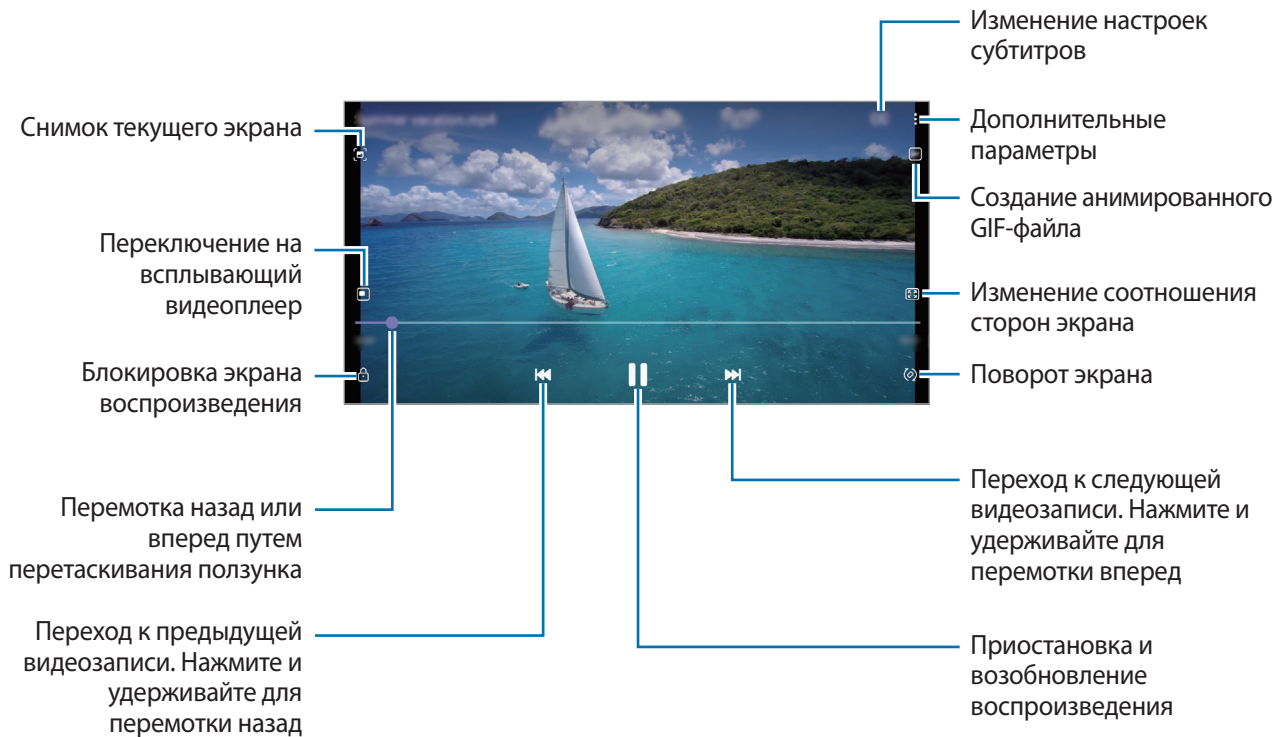 Изменение настроек
субтитров
Снимок текущего экрана
Дополнительные
параметры
Создание анимированного
GIF-файла
Переключение на
всплывающий
видеоплеер
Изменение соотношения
сторон экрана
Блокировка экрана
воспроизведения
Поворот экрана
Перемотка назад или
вперед путем
перетаскивания ползунка
Переход к следующей
видеозаписи. Нажмите и
удерживайте для
перемотки вперед
Переход к предыдущей
видеозаписи. Нажмите и
удерживайте для
перемотки назад
Приостановка и
возобновление
воспроизведения